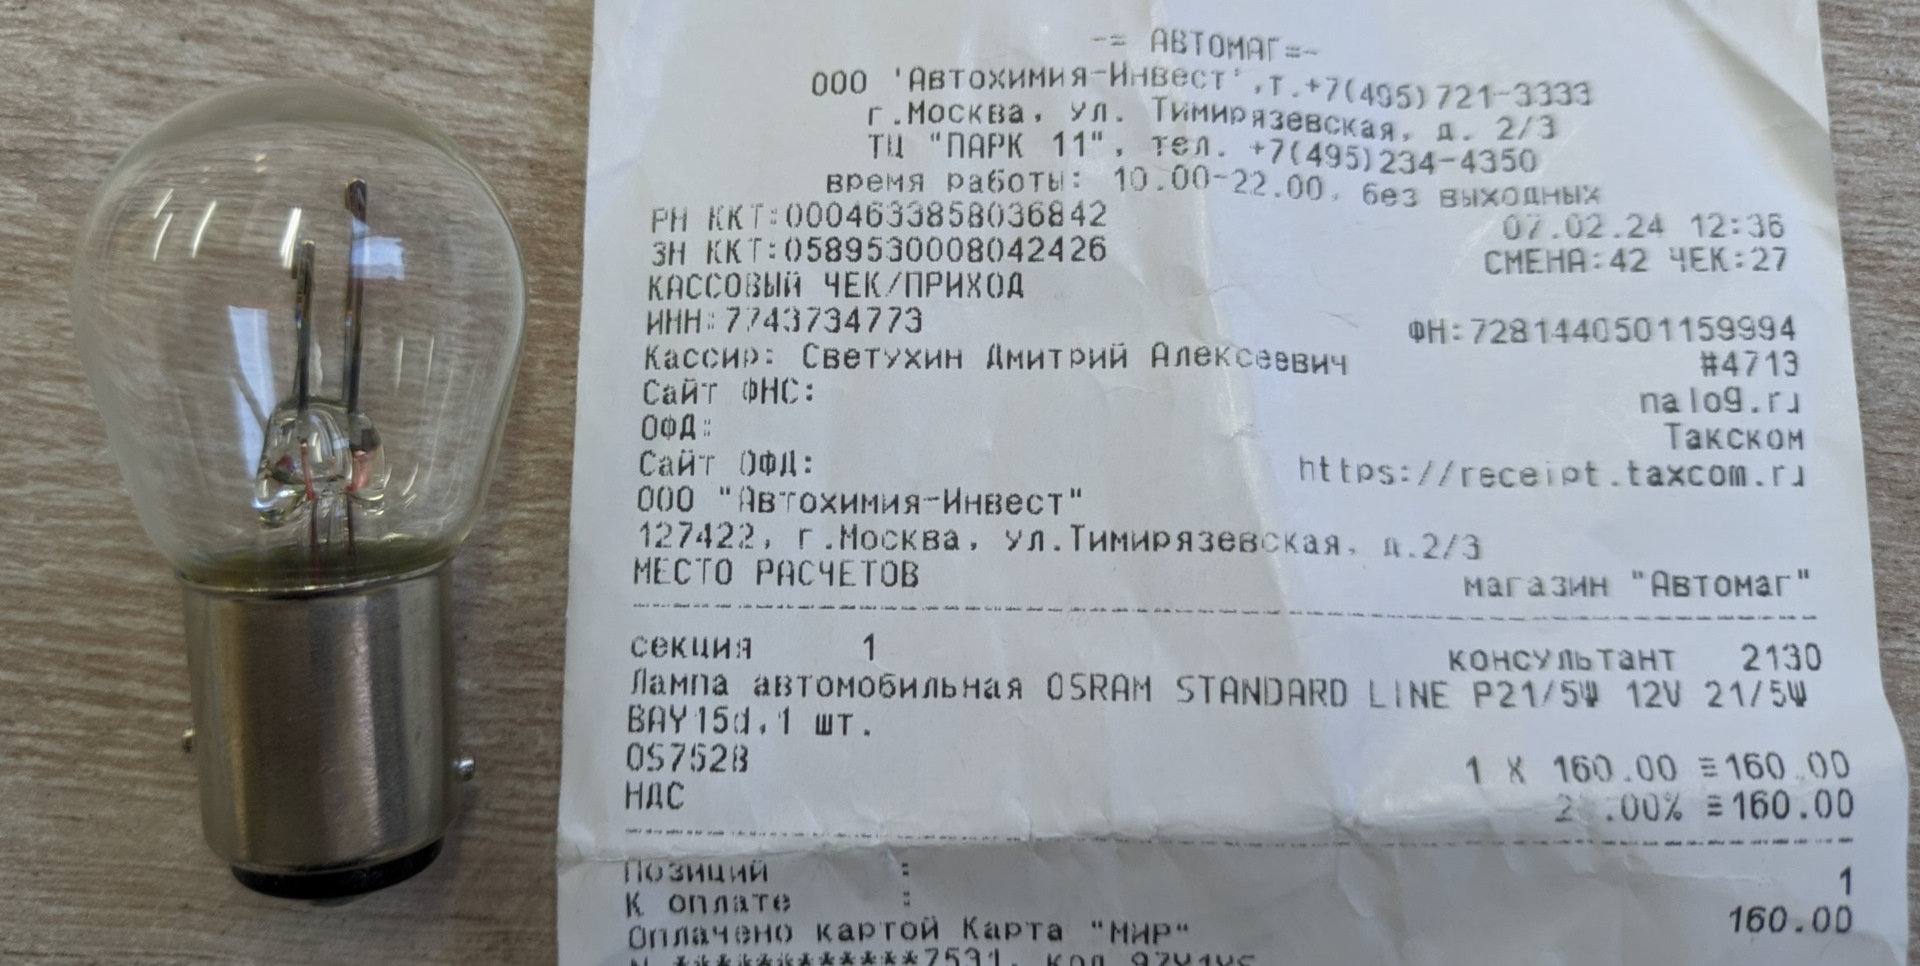 -= АВТОМАГ=-
ООО 'Автохимия-Инвест',т.+7(495)721-3333
г.Москва, ул. Тимирязевская, д. 2/3
ТЦ "ПАРК 11", тел. +7(495)234-4350
время работы: 10.00-22.00, без выходных
РН ККТ:0004633858036842 07.02.24 12:36
ЗН ККТ:0589530008042426 СМЕНА:42 ЧЕК:27
КАССОВЫЙ ЧЕК/ПРИХОД
ИНН:7743734773 ФН:7281440501159994
Кассир: Светухин Дмитрий Алексеевич #4713
Сайт ФНС: nalog.ru
ОФД: Такском
Сайт ОФД: https://receipt.taxcom.ru
ООО "Автохимия-Инвест"
127422, г.Москва, ул.Тимирязевская, д.2/3
МЕСТО РАСЧЕТОВ магазин "Автомаг"
секция 1 консультант 2130
Лампа автомобильная OSRAM STANDARD LINE P21/5W 12V 21/5W
BAY15d,1 шт.
OS7528 1 X 160.00 ≡160.00
НДС ≡160.00
Позиций : 1
К оплате : 160.00
Оплачено картой Карта "МИР"